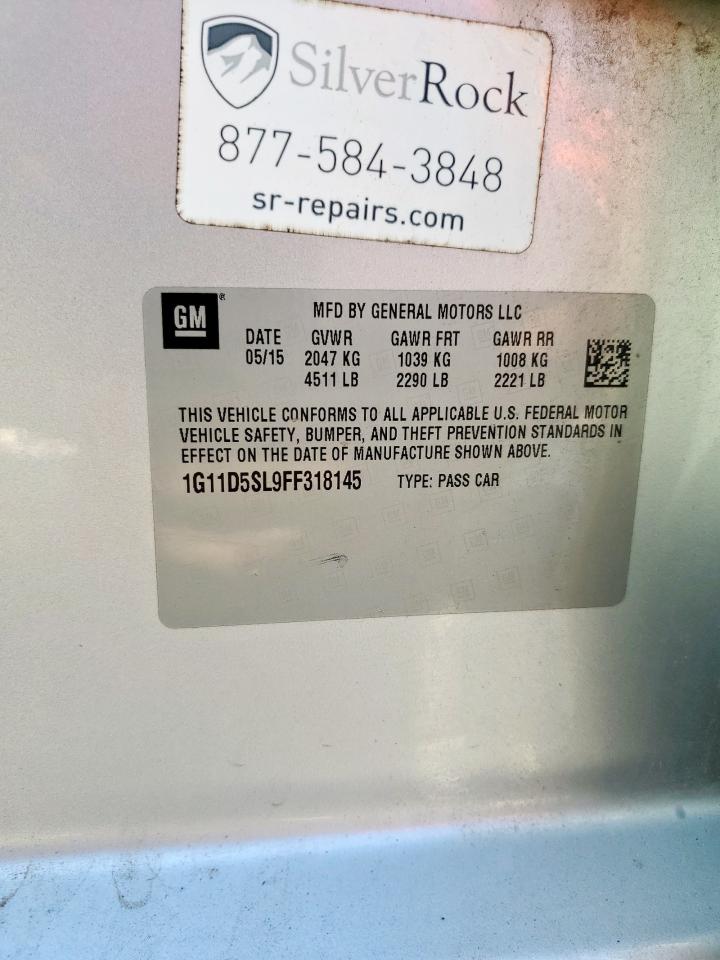 SilverRock
877-584-3848
sr-repairs.com
GM®
MFD BY GENERAL MOTORS LLC
DATE GVWR GAWR FRT GAWR RR
05/15 2047 KG 1039 KG 1008 KG
4511 LB 2290 LB 2221 LB
THIS VEHICLE CONFORMS TO ALL APPLICABLE U.S. FEDERAL MOTOR
VEHICLE SAFETY, BUMPER, AND THEFT PREVENTION STANDARDS IN
EFFECT ON THE DATE OF MANUFACTURE SHOWN ABOVE.
1G11D5SL9FF318145 TYPE: PASS CAR